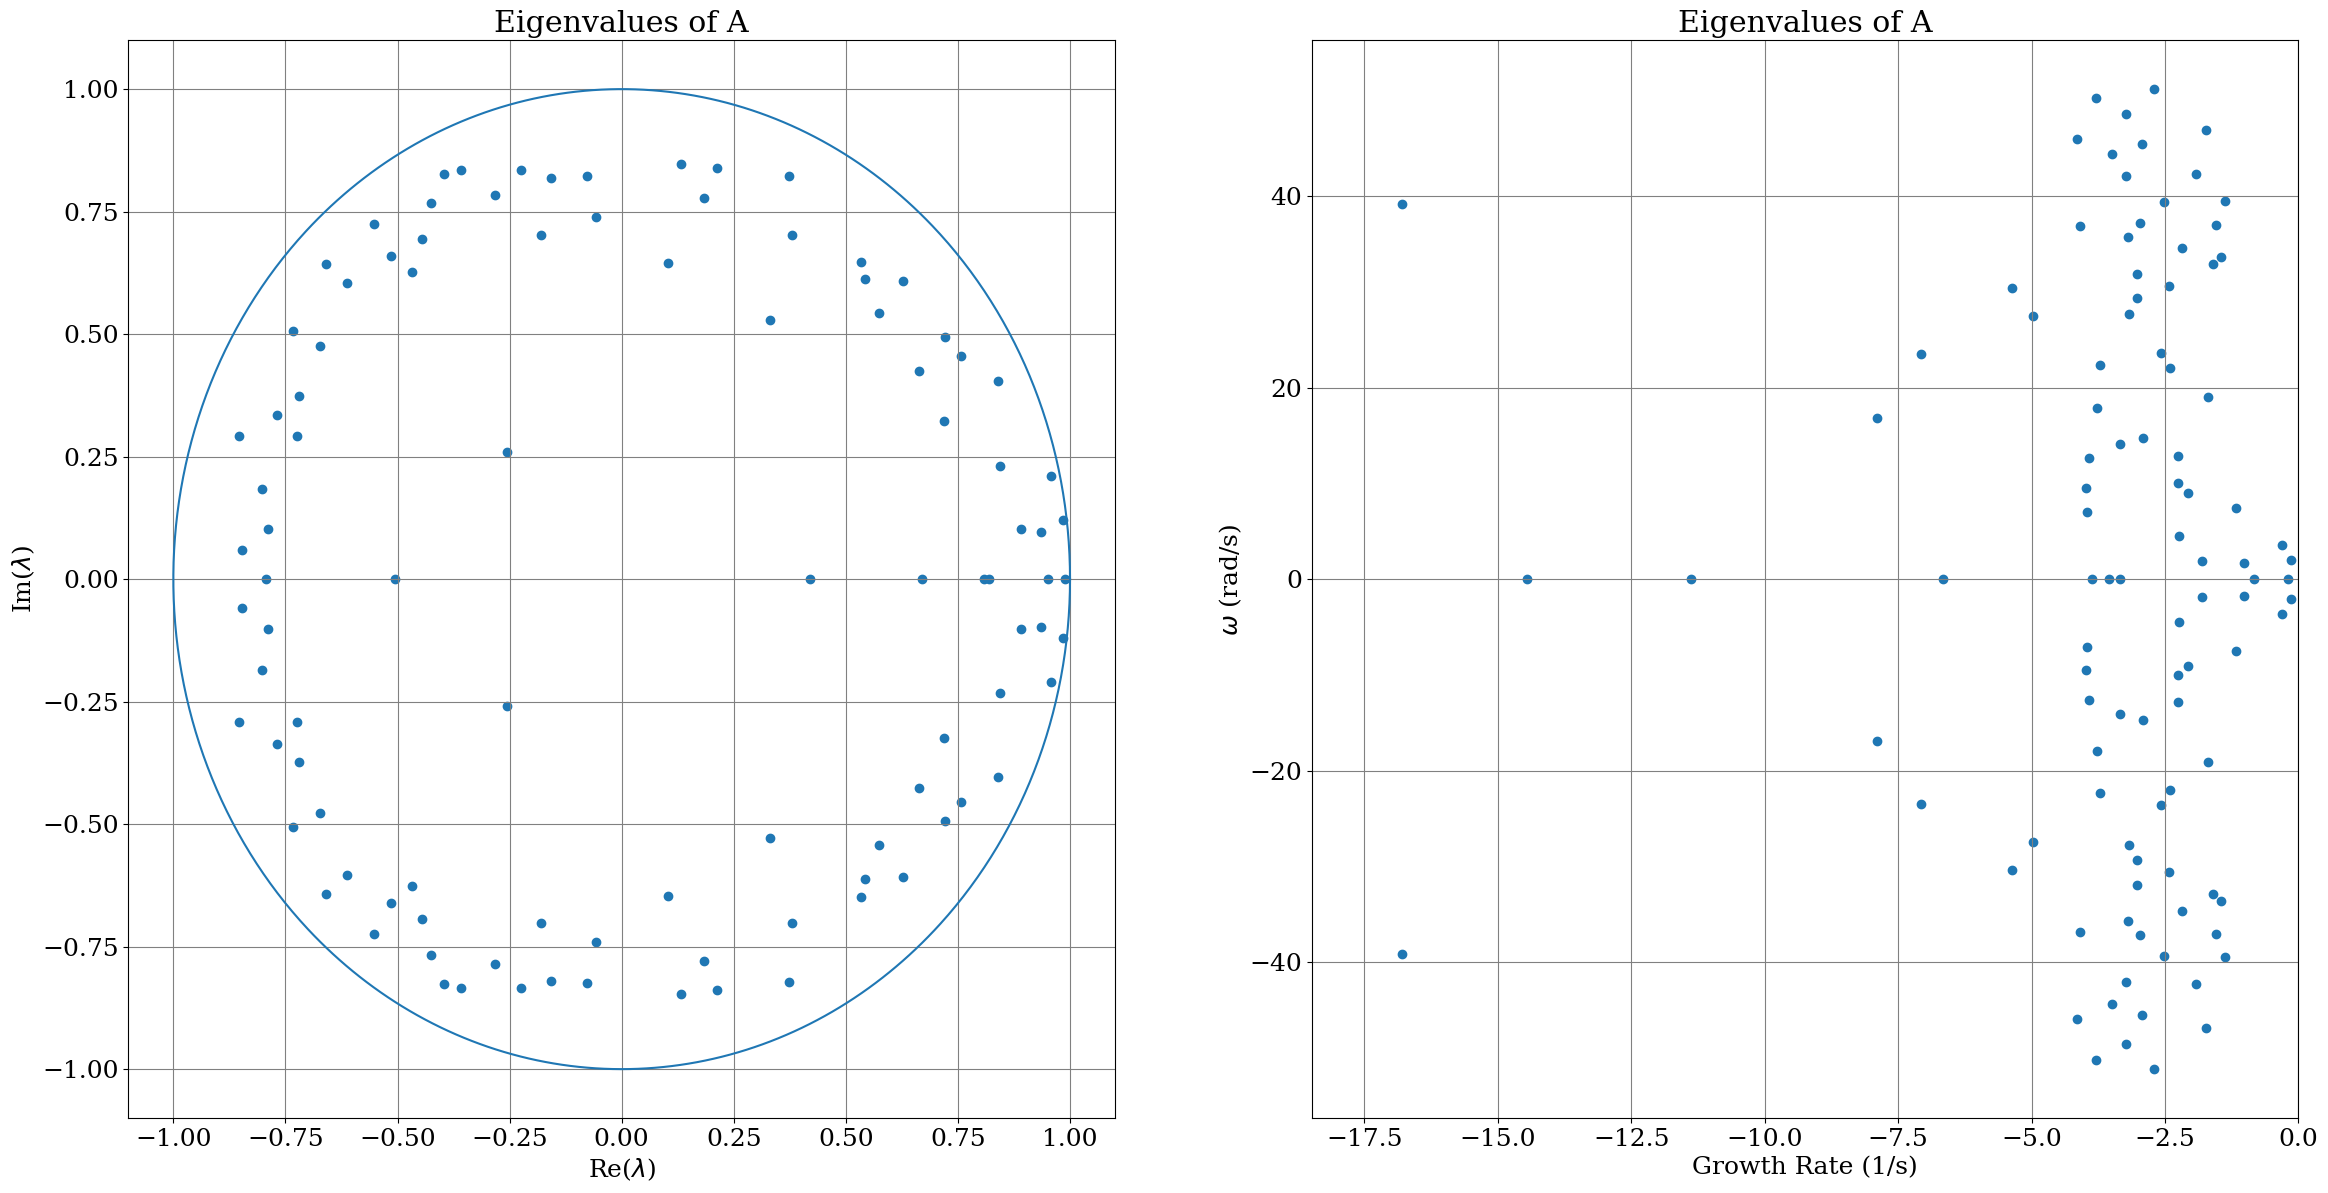 Eigenvalues of A
1.00
0.75
0.50
0.25
0.00
−0.25
−0.50
−0.75
−1.00
Im(λ)
−1.00 −0.75 −0.50 −0.25 0.00 0.25 0.50 0.75 1.00
Re(λ)
Eigenvalues of A
40
20
0
−20
−40
ω (rad/s)
−17.5 −15.0 −12.5 −10.0 −7.5 −5.0 −2.5 0.0
Growth Rate (1/s)